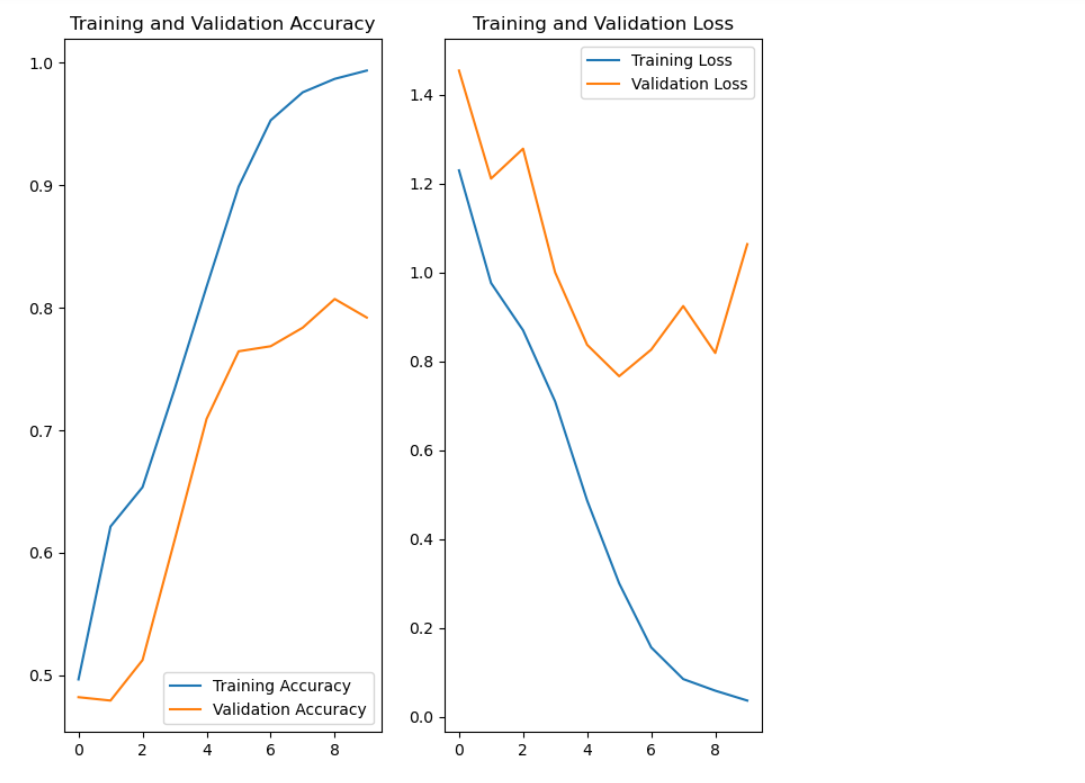 Training and Validation Accuracy
1.0
0.9
0.8
0.7
0.6
0.5
Training Accuracy
Validation Accuracy
0 2 4 6 8
Training and Validation Loss
Training Loss
Validation Loss
1.4
1.2
1.0
0.8
0.6
0.4
0.2
0.0
0 2 4 6 8